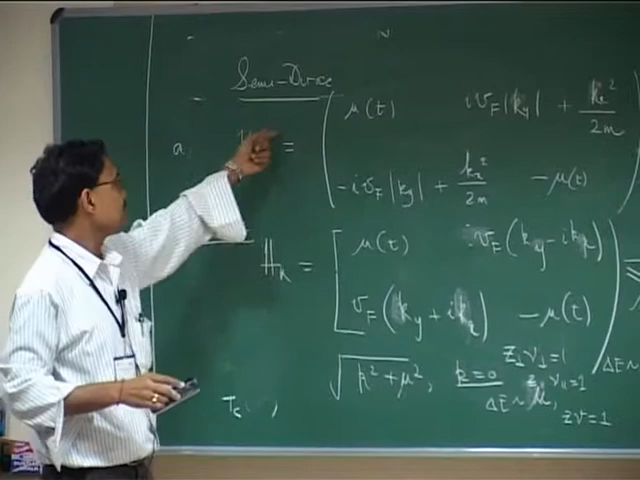 Semi-Dirac
a. = ( μ(t) iv_F|k_y| + k_x²/2m
-iv_F|k_y| + k_x²/2m -μ(t) )
H_k = [ μ(t) v_F(k_y-ik_x)
v_F(k_y+ik_x) -μ(t) ]
√k²+μ², k=0
z_⊥ν_⊥=1
z_||ν_||=1
ΔE~μ,
zν=1
ΔE~